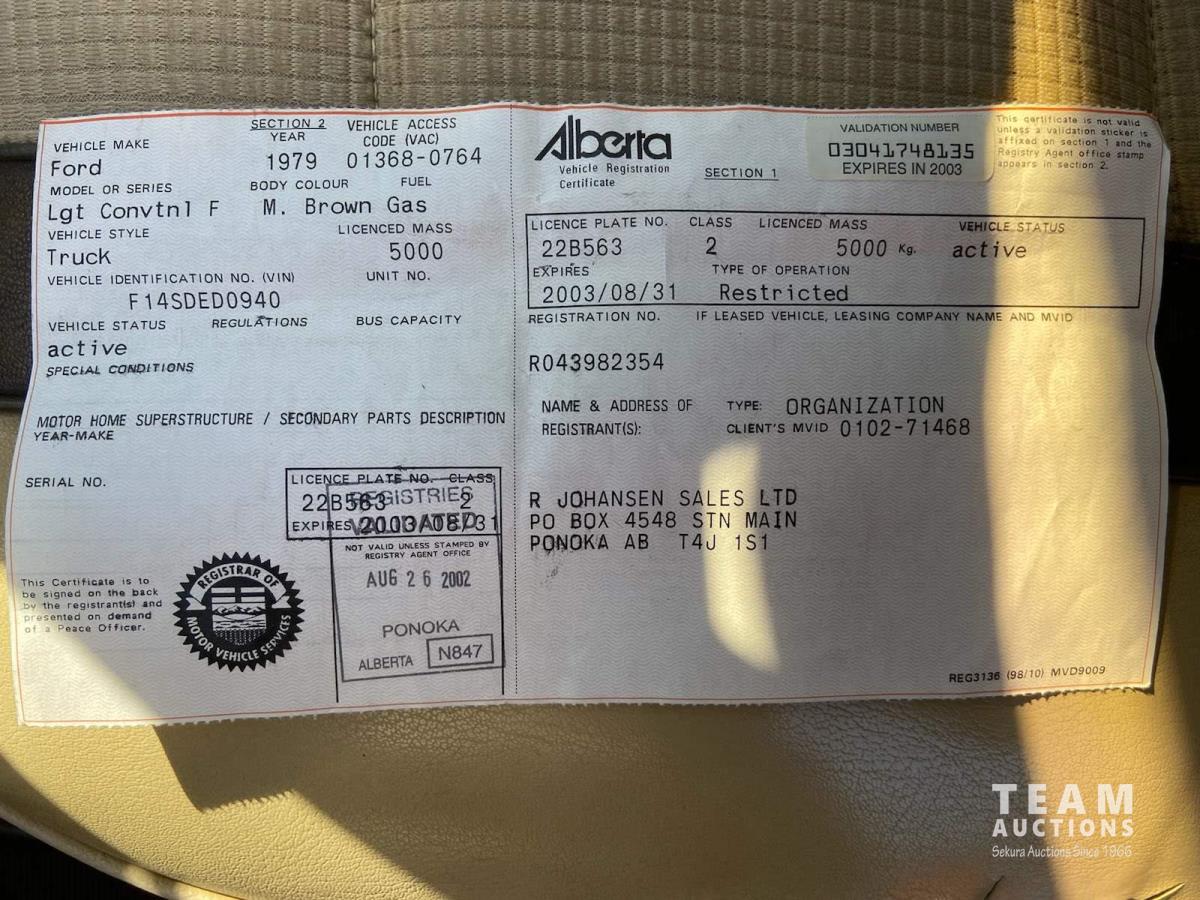 SECTION 2
VEHICLE MAKE YEAR VEHICLE ACCESS CODE (VAC)
Ford 1979 01368-0764
MODEL OR SERIES BODY COLOUR FUEL
Lgt Convtnl F M. Brown Gas
VEHICLE STYLE LICENCED MASS
Truck 5000
VEHICLE IDENTIFICATION NO. (VIN) UNIT NO.
F14SDED0940
VEHICLE STATUS REGULATIONS BUS CAPACITY
active
SPECIAL CONDITIONS
MOTOR HOME SUPERSTRUCTURE / SECONDARY PARTS DESCRIPTION
YEAR-MAKE
SERIAL NO.
LICENCE PLATE NO. CLASS
22B563 2
EXPIRES 2003/08/31
REGISTRIES
VALIDATED
NOT VALID UNLESS STAMPED BY
REGISTRY AGENT OFFICE
AUG 26 2002
PONOKA
ALBERTA N847
This Certificate is to
be signed on the back
by the registrant(s) and
presented on demand
of a Peace Officer.
REGISTRAR OF
MOTOR VEHICLE SERVICES
Alberta
Vehicle Registration
Certificate
SECTION 1
VALIDATION NUMBER
03041748135
EXPIRES IN 2003
This certificate is not valid
unless a validation sticker is
affixed on section 1 and the
Registry Agent office stamp
appears in section 2.
LICENCE PLATE NO. CLASS LICENCED MASS VEHICLE STATUS
22B563 2 5000 Kg. active
EXPIRES TYPE OF OPERATION
2003/08/31 Restricted
REGISTRATION NO. IF LEASED VEHICLE, LEASING COMPANY NAME AND MVID
R043982354
NAME & ADDRESS OF TYPE: ORGANIZATION
REGISTRANT(S): CLIENT'S MVID 0102-71468
R JOHANSEN SALES LTD
PO BOX 4548 STN MAIN
PONOKA AB T4J 1S1
REG3136 (98/10) MVD9009
TEAM
AUCTIONS
Sekura Auctions Since 1966